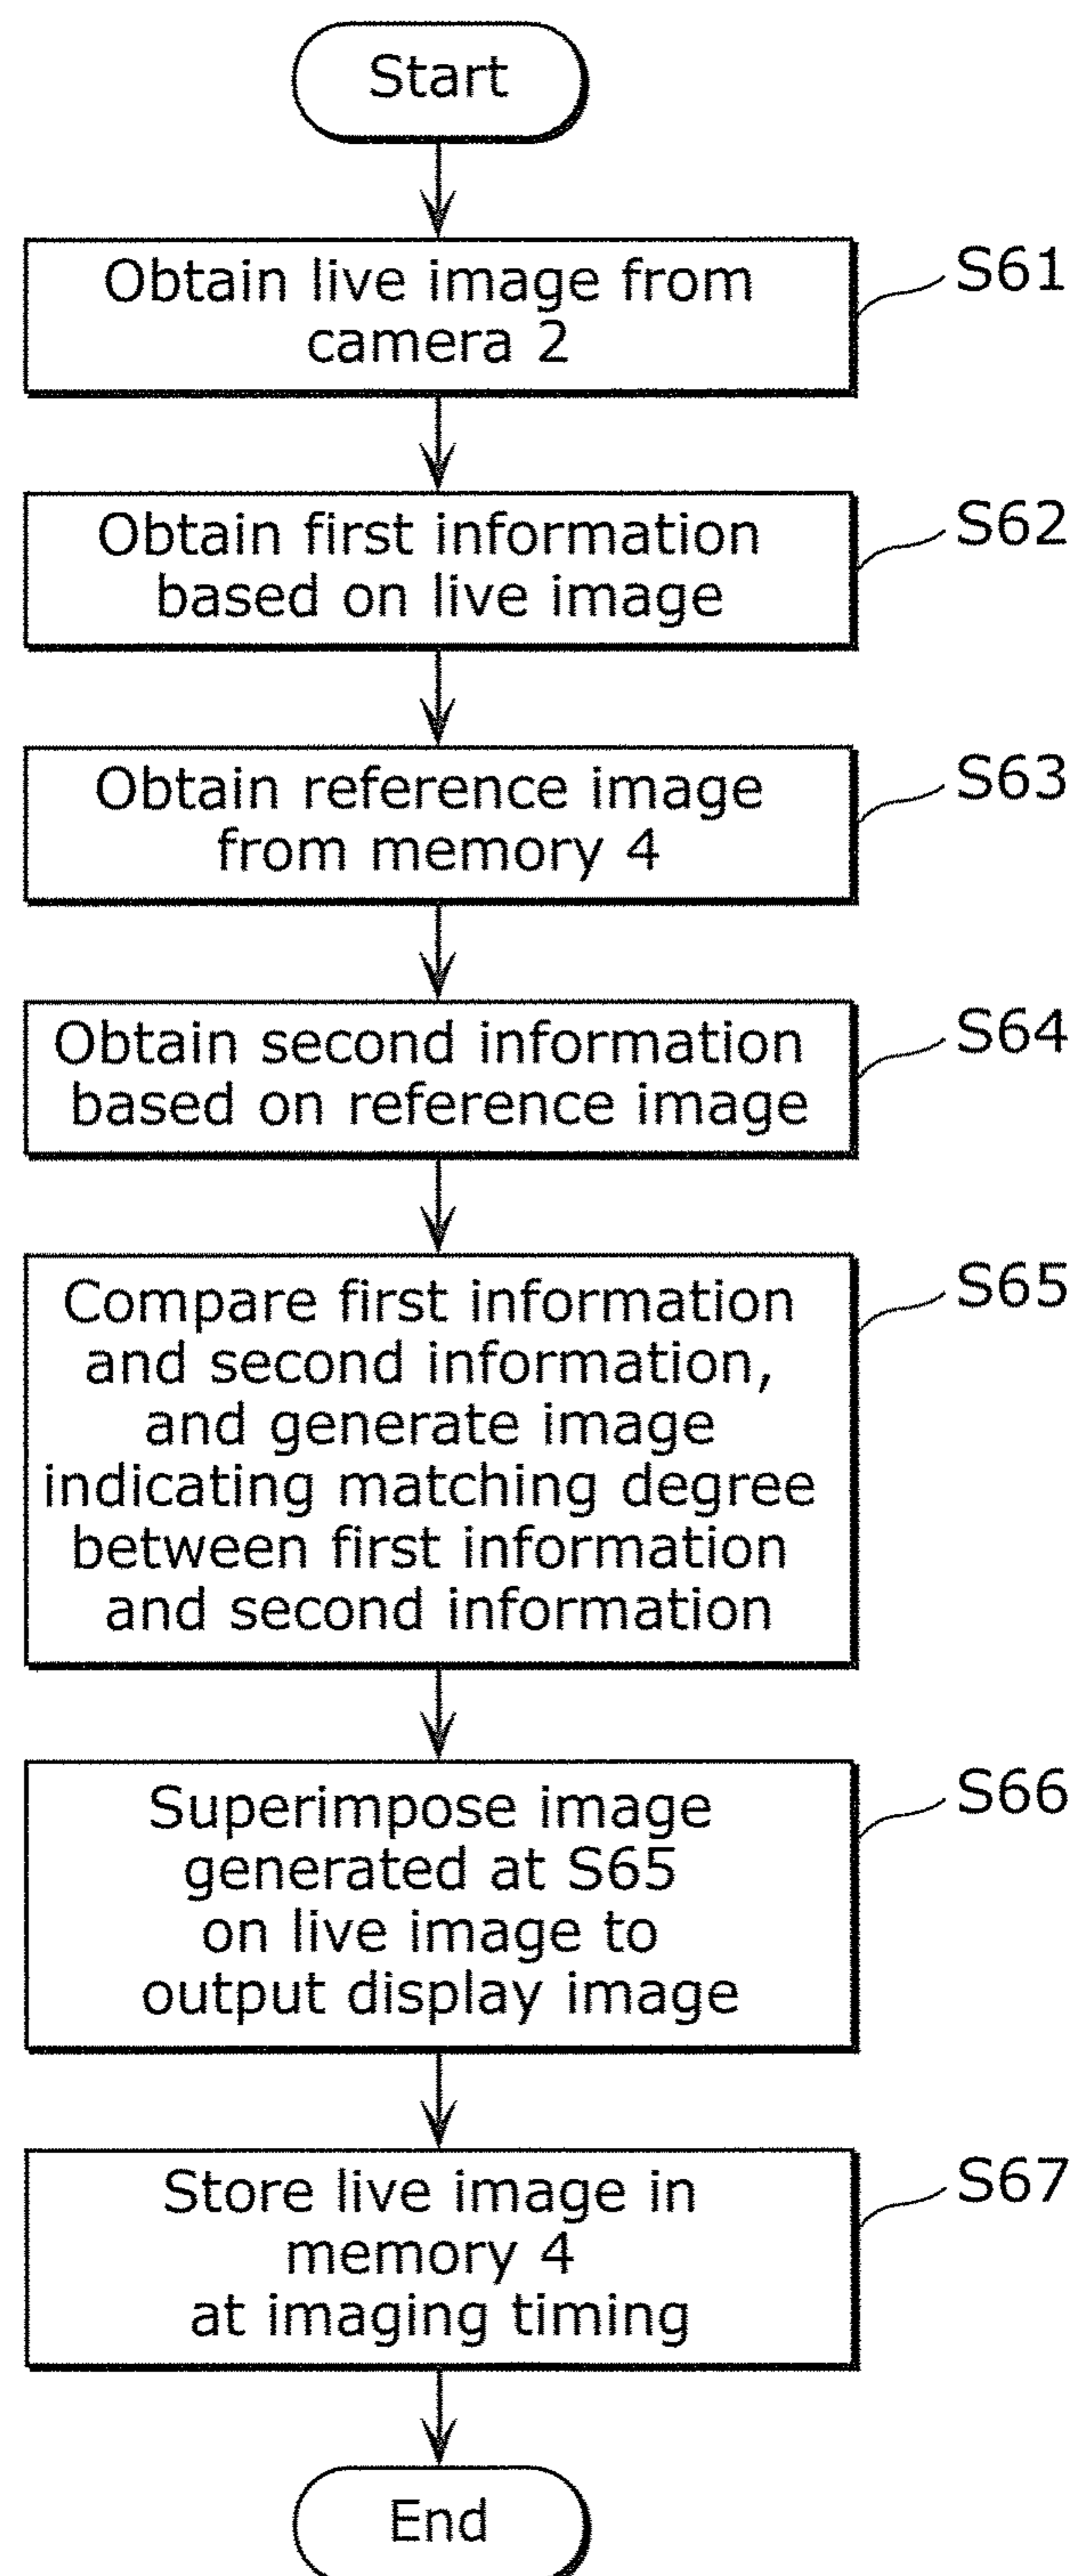 Start
Obtain live image from
camera 2
S61
Obtain first information
based on live image
S62
Obtain reference image
from memory 4
S63
Obtain second information
based on reference image
S64
Compare first information
and second information,
and generate image
indicating matching degree
between first information
and second information
S65
Superimpose image
generated at S65
on live image to
output display image
S66
Store live image in
memory 4
at imaging timing
S67
End